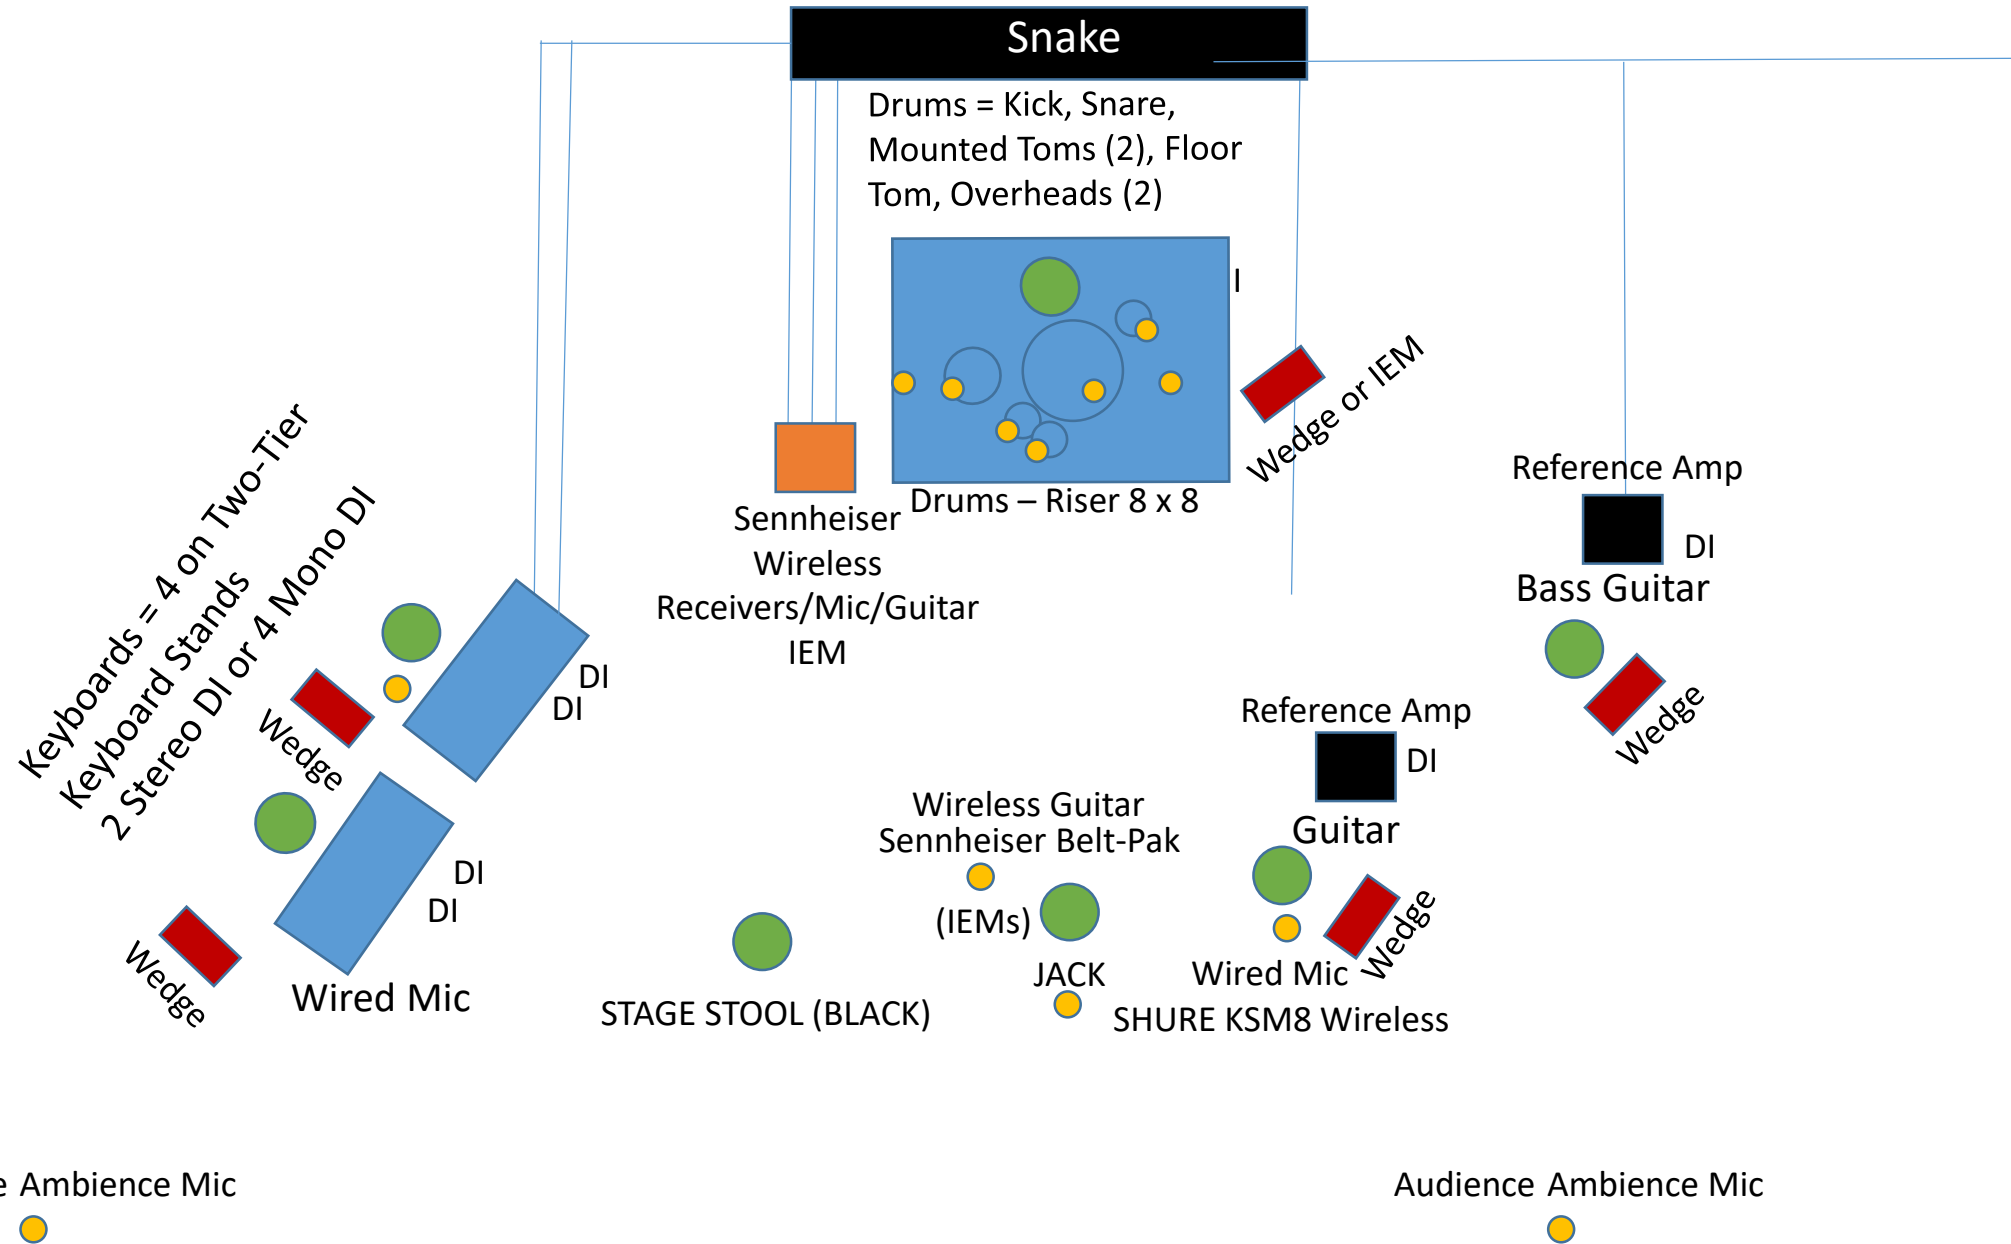 Snake
Drums = Kick, Snare,
Mounted Toms (2), Floor
Tom, Overheads (2)
I
Wedge or IEM
Drums – Riser 8 x 8
Sennheiser
Wireless
Receivers/Mic/Guitar
IEM
Reference Amp
DI
Bass Guitar
Wedge
Keyboards = 4 on Two-Tier
Keyboard Stands
2 Stereo DI or 4 Mono DI
DI
DI
Wedge
DI
DI
Wedge
Wired Mic
Reference Amp
DI
Guitar
Wedge
Wireless Guitar
Sennheiser Belt-Pak
(IEMs)
JACK
Wired Mic
SHURE KSM8 Wireless
STAGE STOOL (BLACK)
e Ambience Mic
Audience Ambience Mic